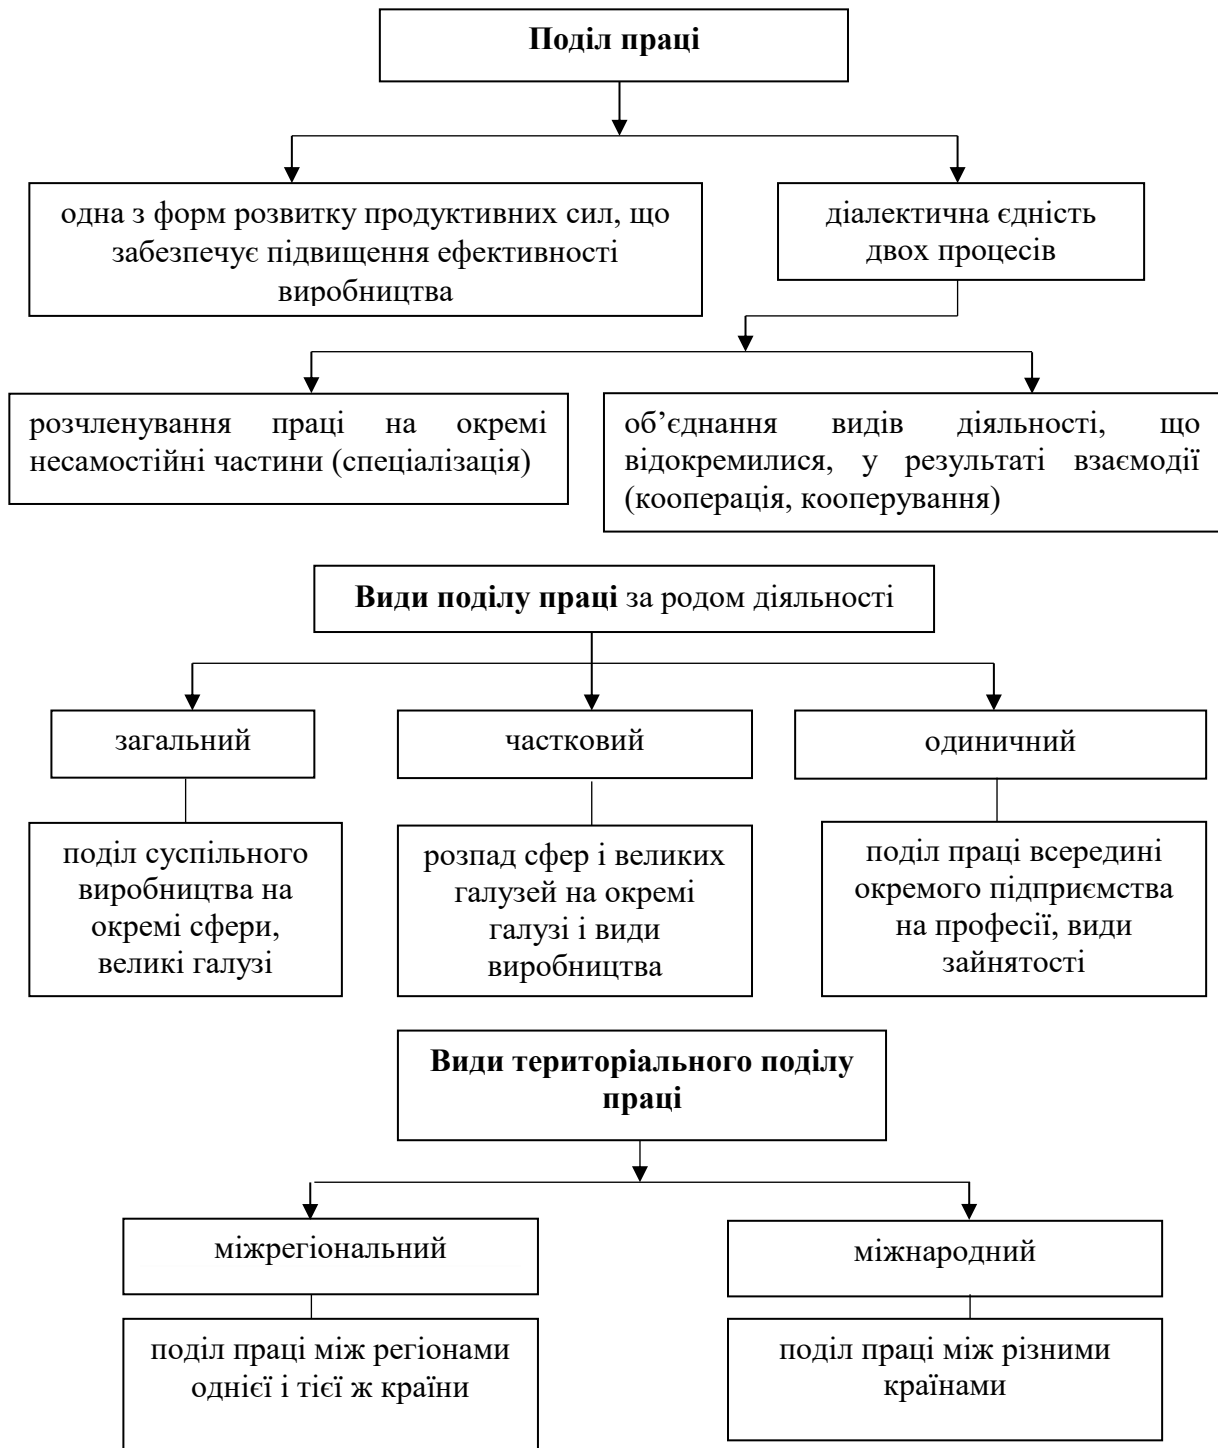 Поділ праці
одна з форм розвитку продуктивних сил, що
забезпечує підвищення ефективності
виробництва
діалектична єдність
двох процесів
розчленування праці на окремі
несамостійні частини (спеціалізація)
об’єднання видів діяльності, що
відокремилися, у результаті взаємодії
(кооперація, кооперування)
Види поділу праці за родом діяльності
загальний
частковий
одиничний
поділ суспільного
виробництва на
окремі сфери,
великі галузі
розпад сфер і великих
галузей на окремі
галузі і види
виробництва
поділ праці всередині
окремого підприємства
на професії, види
зайнятості
Види територіального поділу
праці
міжрегіональний
міжнародний
поділ праці між регіонами
однієї і тієї ж країни
поділ праці між різними
країнами